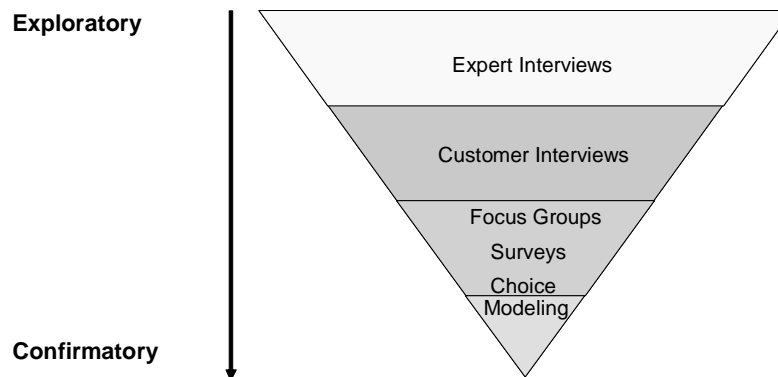 Exploratory
Expert Interviews
Customer Interviews
Focus Groups
Surveys
Choice
Modeling
Confirmatory